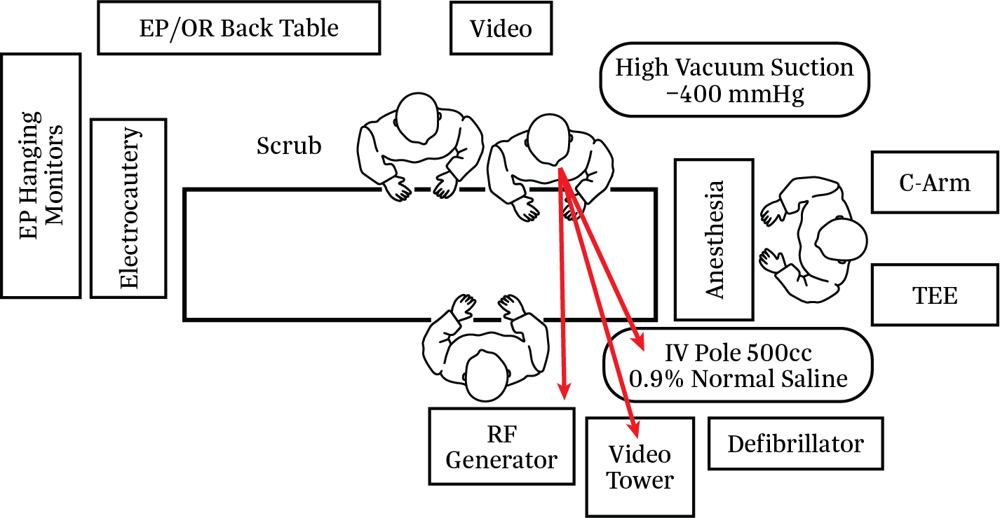 EP/OR Back Table
Video
High Vacuum Suction
−400 mmHg
EP Hanging
Monitors
Electrocautery
Scrub
Anesthesia
C-Arm
TEE
IV Pole 500cc
0.9% Normal Saline
RF
Generator
Video
Tower
Defibrillator